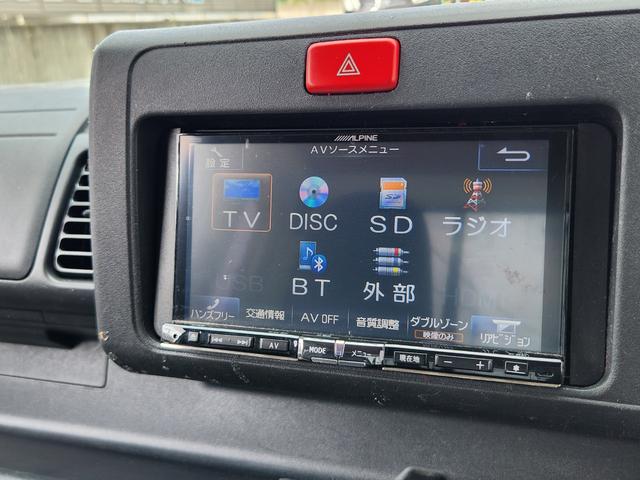 ALPINE
AVソースメニュー
設定
TV DISC SD ラジオ
USB BT 外部 HDMI
ハンズフリー 交通情報 AV OFF 音質調整 ダブルゾーン 映像のみ リアビジョン
AV MODE メニュー 現在地 − +